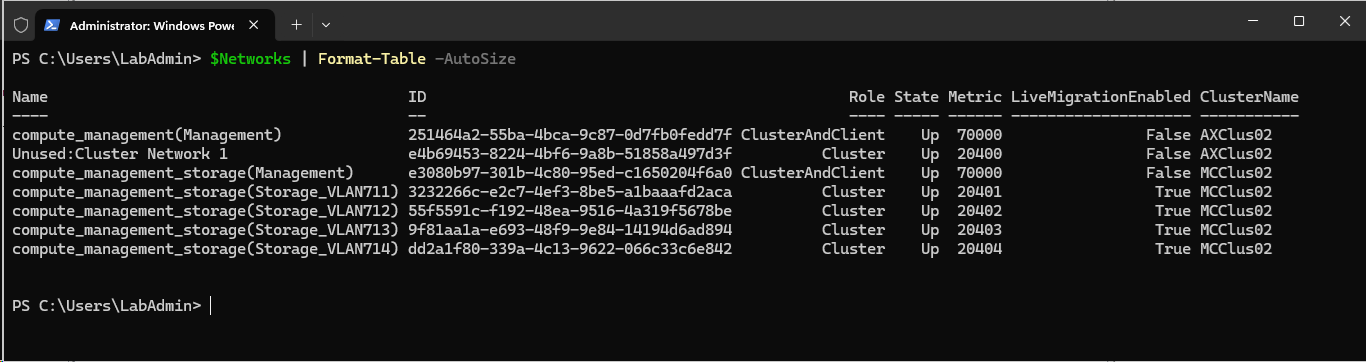 Administrator: Windows Powe
PS C:\Users\LabAdmin> $Networks | Format-Table -AutoSize
Name ID Role State Metric LiveMigrationEnabled ClusterName
---- -- ---- ----- ------ -------------------- -----------
compute_management(Management) 251464a2-55ba-4bca-9c87-0d7fb0fedd7f ClusterAndClient Up 70000 False AXClus02
Unused:Cluster Network 1 e4b69453-8224-4bf6-9a8b-51858a497d3f Cluster Up 20400 False AXClus02
compute_management_storage(Management) e3080b97-301b-4c80-95ed-c1650204f6a0 ClusterAndClient Up 70000 False MCClus02
compute_management_storage(Storage_VLAN711) 3232266c-e2c7-4ef3-8be5-a1baaafd2aca Cluster Up 20401 True MCClus02
compute_management_storage(Storage_VLAN712) 55f5591c-f192-48ea-9516-4a319f5678be Cluster Up 20402 True MCClus02
compute_management_storage(Storage_VLAN713) 9f81aa1a-e693-48f9-9e84-14194d6ad894 Cluster Up 20403 True MCClus02
compute_management_storage(Storage_VLAN714) dd2a1f80-339a-4c13-9622-066c33c6e842 Cluster Up 20404 True MCClus02
PS C:\Users\LabAdmin>